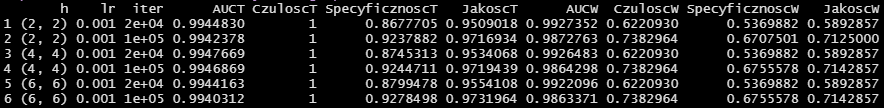 h lr iter AUCT CzuloscT SpecyficznoscT JakoscT AUCW CzuloscW SpecyficznoscW JakoscW
1 (2, 2) 0.001 2e+04 0.9944830 1 0.8677705 0.9509018 0.9927352 0.6220930 0.5369882 0.5892857
2 (2, 2) 0.001 1e+05 0.9942378 1 0.9237882 0.9716934 0.9872763 0.7382964 0.6707501 0.7125000
3 (4, 4) 0.001 2e+04 0.9947669 1 0.8745313 0.9534068 0.9926483 0.6220930 0.5369882 0.5892857
4 (4, 4) 0.001 1e+05 0.9946869 1 0.9244711 0.9719439 0.9864298 0.7382964 0.6755578 0.7142857
5 (6, 6) 0.001 2e+04 0.9944163 1 0.8799478 0.9554108 0.9922096 0.6220930 0.5369882 0.5892857
6 (6, 6) 0.001 1e+05 0.9940312 1 0.9278498 0.9731964 0.9863371 0.7382964 0.6755578 0.7142857